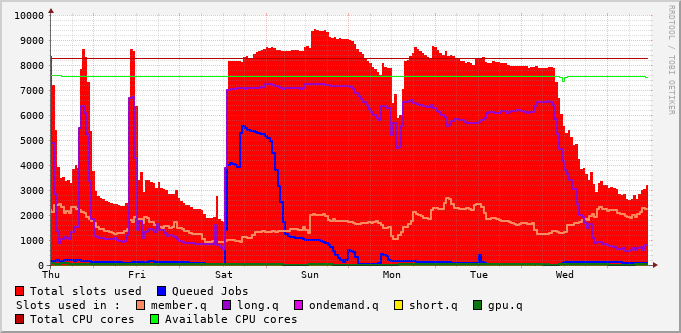 10000
9000
8000
7000
6000
5000
4000
3000
2000
1000
0
Thu Fri Sat Sun Mon Tue Wed
RRDTOOL / TOBI OETIKER
Total slots used Queued Jobs
Slots used in : member.q long.q ondemand.q short.q gpu.q
Total CPU cores Available CPU cores